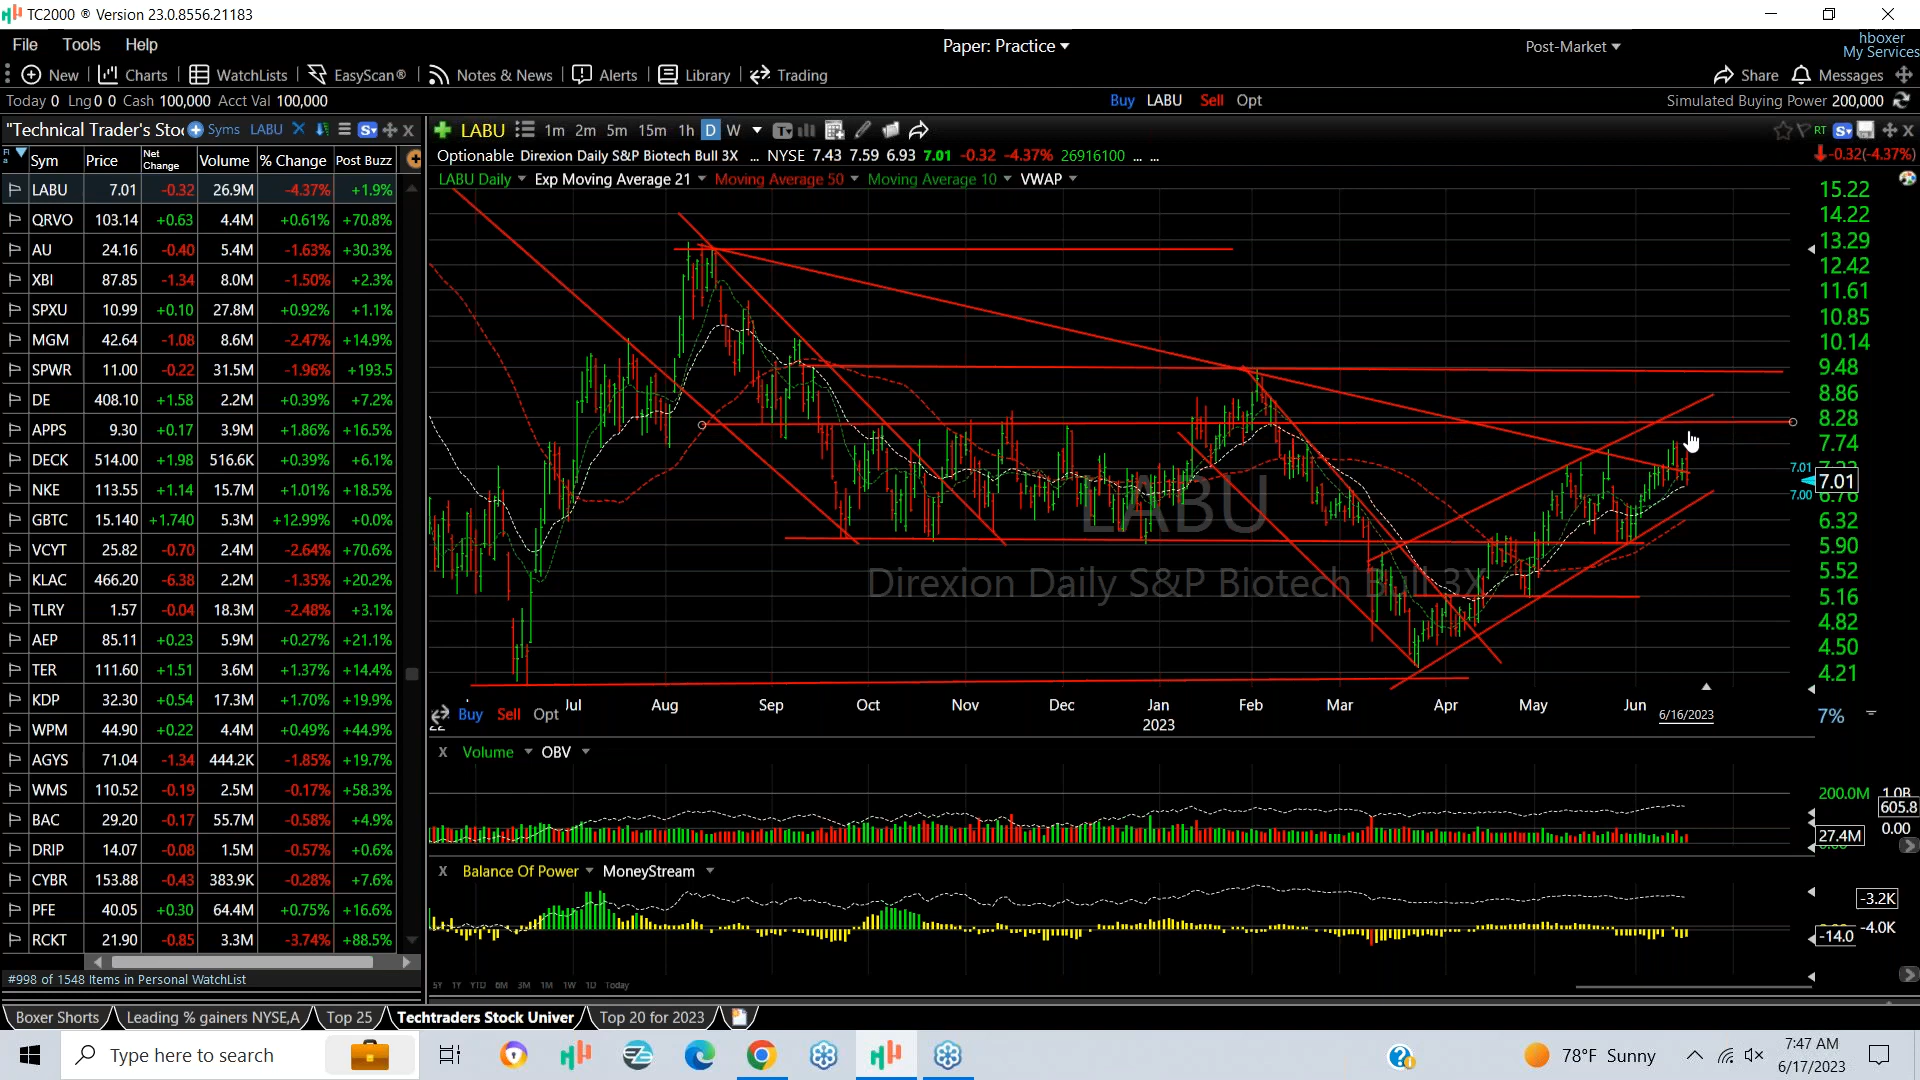 TC2000 ® Version 23.0.8556.21183
File Tools Help
Paper: Practice
Post-Market
hboxer
My Services
New Charts WatchLists EasyScan® Notes & News Alerts Library Trading
Share Messages
Today 0 Lng 0 0 Cash 100,000 Acct Val 100,000
Buy LABU Sell Opt
Simulated Buying Power 200,000
"Technical Trader's Sto Syms LABU
Sym Price Net Change Volume % Change Post Buzz
LABU 7.01 -0.32 26.9M -4.37% +1.9%
QRVO 103.14 +0.63 4.4M +0.61% +70.8%
AU 24.16 -0.40 5.4M -1.63% +30.3%
XBI 87.85 -1.34 8.0M -1.50% +2.3%
SPXU 10.99 +0.10 27.8M +0.92% +1.1%
MGM 42.64 -1.08 8.6M -2.47% +14.9%
SPWR 11.00 -0.22 31.5M -1.96% +193.5
DE 408.10 +1.58 2.2M +0.39% +7.2%
APPS 9.30 +0.17 3.9M +1.86% +16.5%
DECK 514.00 +1.98 516.6K +0.39% +6.1%
NKE 113.55 +1.14 15.7M +1.01% +18.5%
GBTC 15.140 +1.740 5.3M +12.99% +0.0%
VCYT 25.82 -0.70 2.4M -2.64% +70.6%
KLAC 466.20 -6.38 2.2M -1.35% +20.2%
TLRY 1.57 -0.04 18.3M -2.48% +3.1%
AEP 85.11 +0.23 5.9M +0.27% +21.1%
TER 111.60 +1.51 3.6M +1.37% +14.4%
KDP 32.30 +0.54 17.3M +1.70% +19.9%
WPM 44.90 +0.22 4.4M +0.49% +44.9%
AGYS 71.04 -1.34 444.2K -1.85% +19.7%
WMS 110.52 -0.19 2.5M -0.17% +58.3%
BAC 29.20 -0.17 55.7M -0.58% +4.9%
DRIP 14.07 -0.08 1.5M -0.57% +0.6%
CYBR 153.88 -0.43 383.9K -0.28% +7.6%
PFE 40.05 +0.30 64.4M +0.75% +16.6%
RCKT 21.90 -0.85 3.3M -3.74% +88.5%
#998 of 1548 Items in Personal WatchList
LABU 1m 2m 5m 15m 1h D W
RT
Optionable Direxion Daily S&P Biotech Bull 3X ... NYSE 7.43 7.59 6.93 7.01 -0.32 -4.37% 26916100 ... ...
-0.32(-4.37%)
LABU Daily Exp Moving Average 21 Moving Average 50 Moving Average 10 VWAP
15.22
14.22
13.29
12.42
11.61
10.85
10.14
9.48
8.86
8.28
7.74
7.01
7.01
7.00
6.32
5.90
5.52
5.16
4.82
4.50
4.21
LABU
Direxion Daily S&P Biotech Bull 3X
Jul Aug Sep Oct Nov Dec Jan Feb Mar Apr May Jun
2023
6/16/2023
7%
Buy Sell Opt
22
X Volume OBV
200.0M 1.0B
605.8
0.00
27.4M
X Balance Of Power MoneyStream
-3.2K
-4.0K
-14.0
5Y 1Y YTD 6M 3M 1M 1W 1D Today
Boxer Shorts Leading % gainers NYSE,A Top 25 Techtraders Stock Univer Top 20 for 2023
Type here to search
78°F Sunny
7:47 AM
6/17/2023